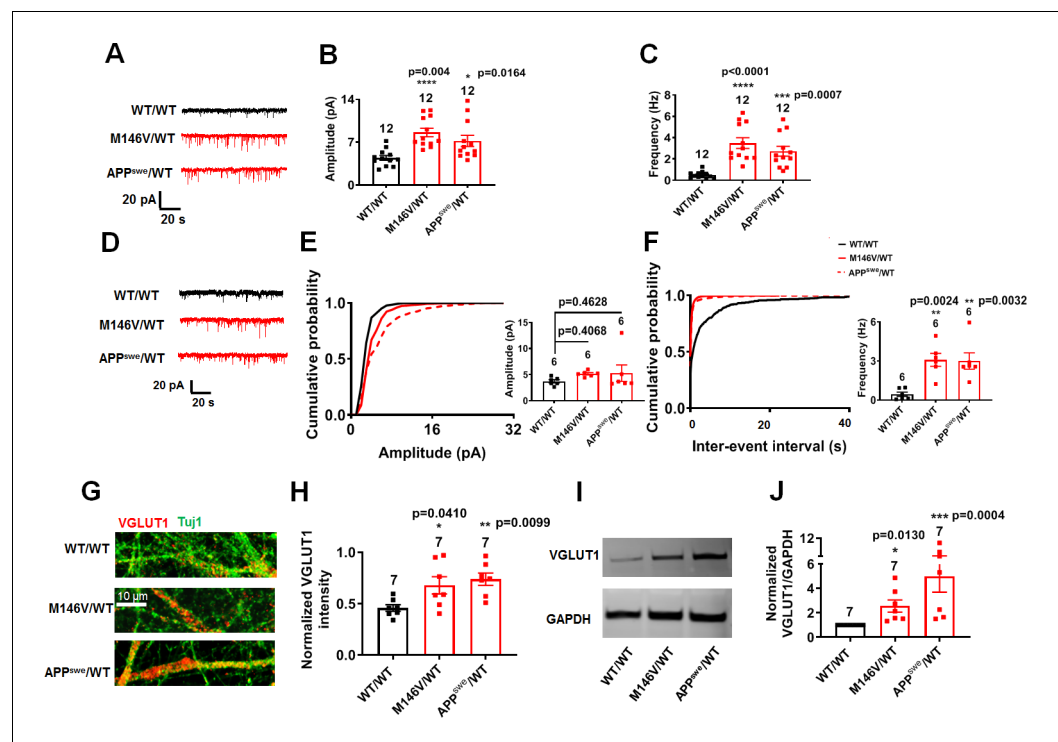 A
WT/WT
M146V/WT
APPswe/WT
20 pA
20 s
B
p=0.004
* p=0.0164
****
12
12
12
Amplitude (pA)
14
7
0
WT/WT
M146V/WT
APPswe/WT
C
p<0.0001
****
*** p=0.0007
12
12
12
Frequency (Hz)
8
6
4
2
0
WT/WT
M146V/WT
APPswe/WT
D
WT/WT
M146V/WT
APPswe/WT
20 pA
20 s
E
Cumulative probability
1.0
0.5
0
0
16
32
Amplitude (pA)
p=0.4628
p=0.4068
6
6
6
Amplitude (pA)
15
10
5
0
WT/WT
M146V/WT
APPswe/WT
F
WT/WT
M146V/WT
APPswe/WT
Cumulative probability
1.0
0.5
0.0
0
20
40
Inter-event interval (s)
p=0.0024
** p=0.0032
**
6
6
6
Frequency (Hz)
6
3
0
WT/WT
M146V/WT
APPswe/WT
G
VGLUT1 Tuj1
WT/WT
M146V/WT
10 μm
APPswe/WT
H
p=0.0410
*
** p=0.0099
7
7
7
Normalized VGLUT1
intensity
1.0
0.5
0.0
WT/WT
M146V/WT
APPswe/WT
I
VGLUT1
GAPDH
WT/WT
M146V/WT
APPswe/WT
J
*** p=0.0004
p=0.0130
*
7
7
7
Normalized
VGLUT1/GAPDH
12
8
6
4
2
0
WT/WT
M146V/WT
APPswe/WT